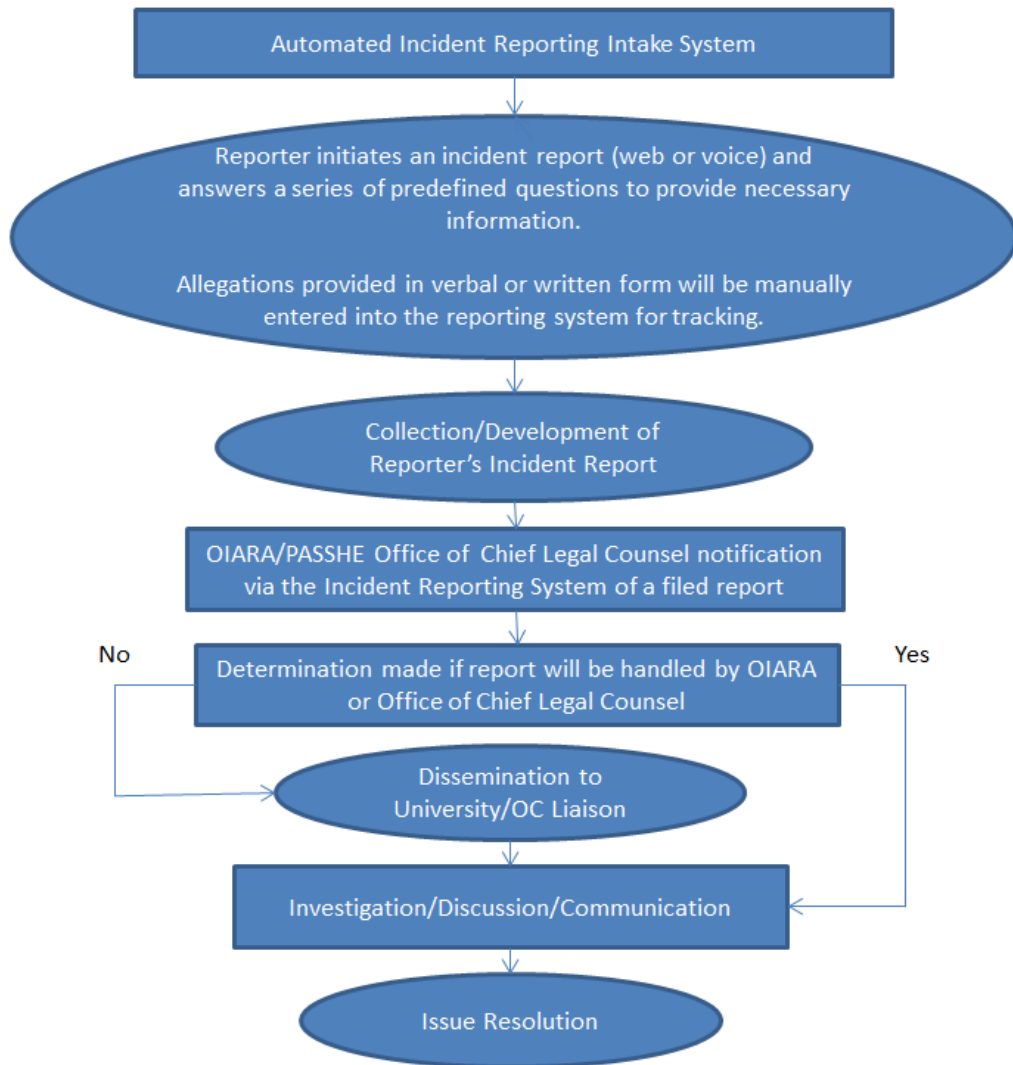 Automated Incident Reporting Intake System
Reporter initiates an incident report (web or voice) and
answers a series of predefined questions to provide necessary
information.
Allegations provided in verbal or written form will be manually
entered into the reporting system for tracking.
Collection/Development of
Reporter’s Incident Report
OIARA/PASSHE Office of Chief Legal Counsel notification
via the Incident Reporting System of a filed report
No
Yes
Determination made if report will be handled by OIARA
or Office of Chief Legal Counsel
Dissemination to
University/OC Liaison
Investigation/Discussion/Communication
Issue Resolution